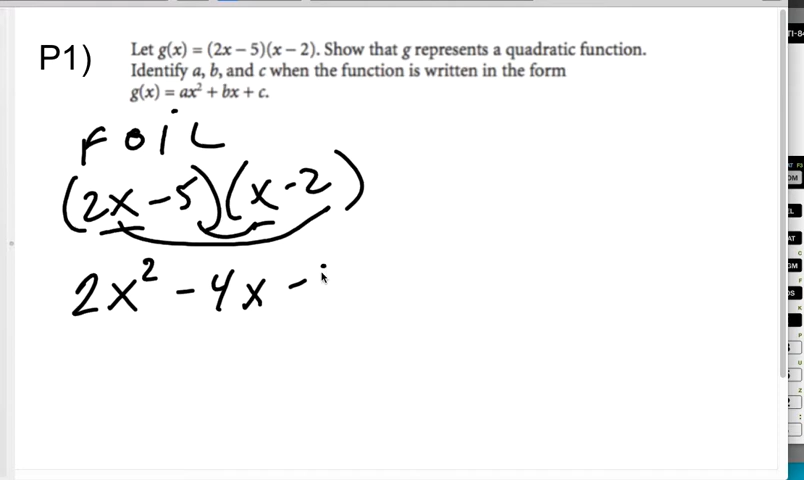 P1)
Let g(x) = (2x – 5)(x – 2). Show that g represents a quadratic function.
Identify a, b, and c when the function is written in the form
g(x) = ax² + bx + c.
FOIL
(2x - 5)(x - 2)
2x² - 4x -